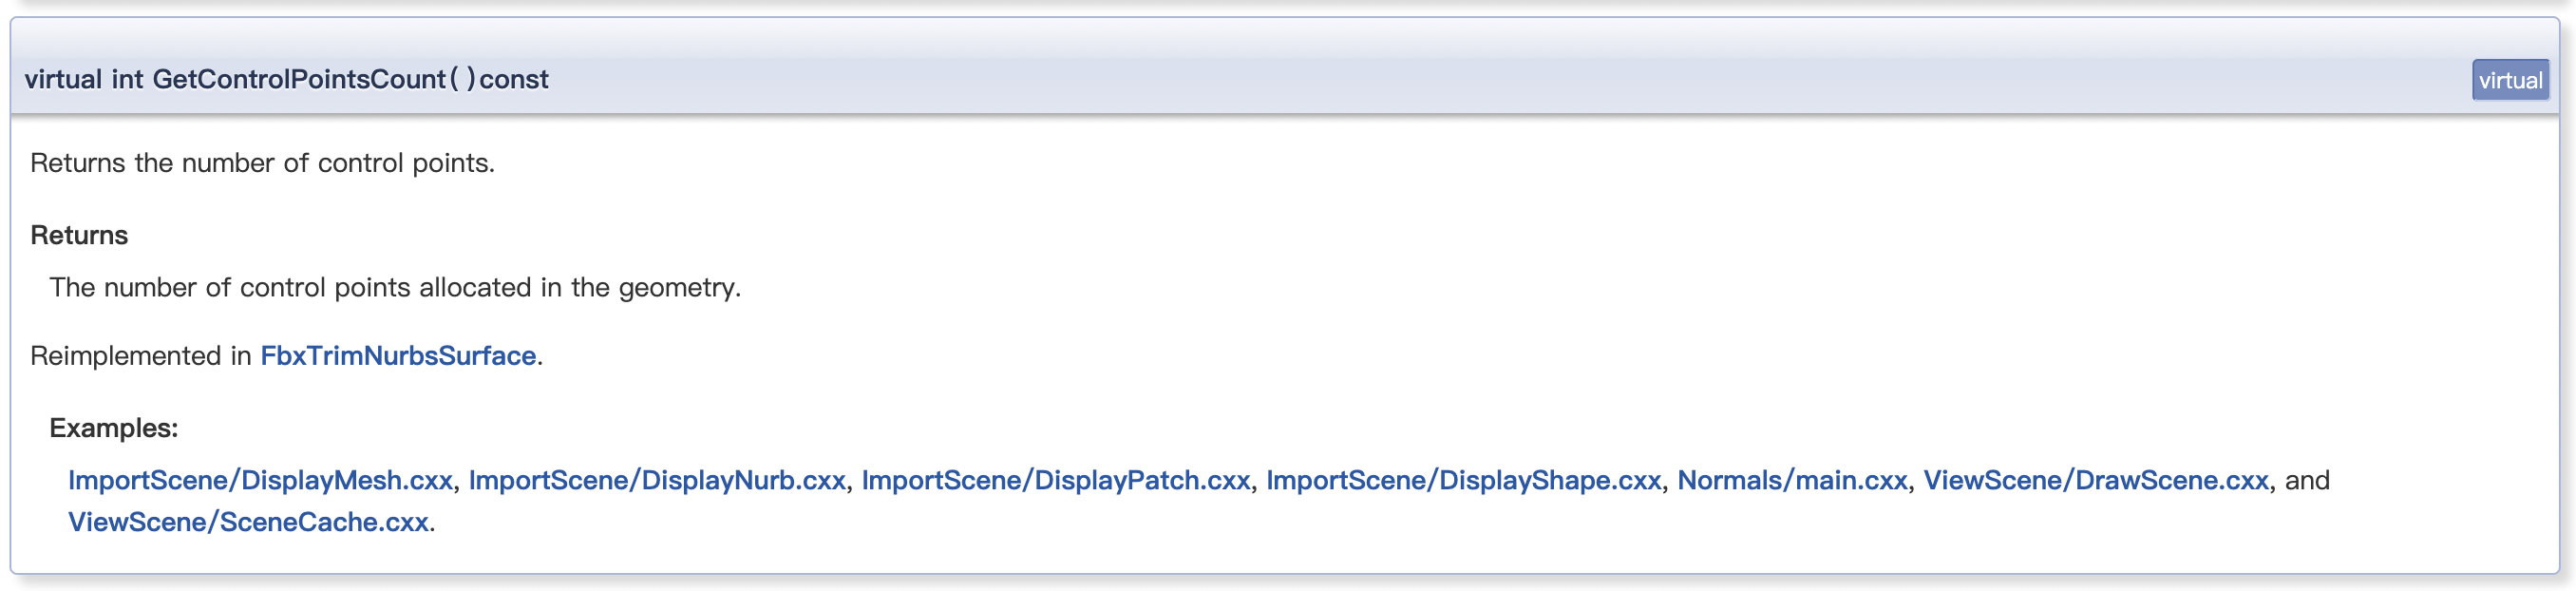 virtual int GetControlPointsCount( )const
virtual
Returns the number of control points.
Returns
The number of control points allocated in the geometry.
Reimplemented in FbxTrimNurbsSurface.
Examples:
ImportScene/DisplayMesh.cxx, ImportScene/DisplayNurb.cxx, ImportScene/DisplayPatch.cxx, ImportScene/DisplayShape.cxx, Normals/main.cxx, ViewScene/DrawScene.cxx, and
ViewScene/SceneCache.cxx.